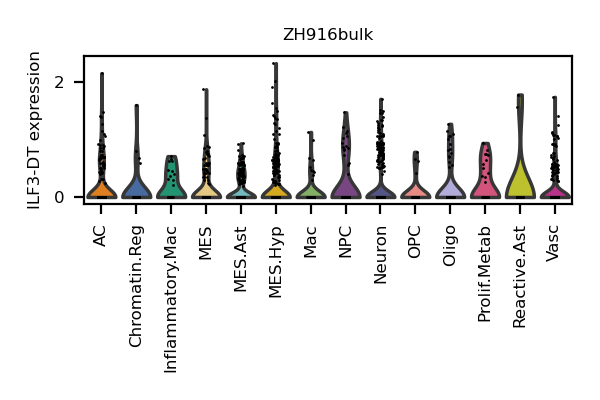 ZH916bulk
ILF3-DT expression
2
0
AC
Chromatin.Reg
Inflammatory.Mac
MES
MES.Ast
MES.Hyp
Mac
NPC
Neuron
OPC
Oligo
Prolif.Metab
Reactive.Ast
Vasc